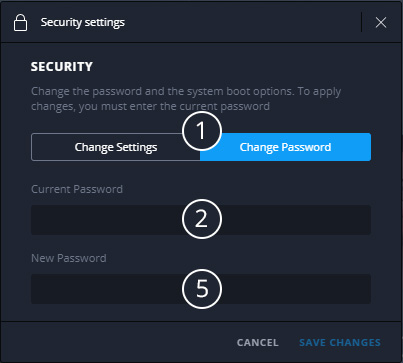 Security settings
SECURITY
Change the password and the system boot options. To apply
changes, you must enter the current password
1
Change Settings Change Password
Current Password
2
New Password
5
CANCEL SAVE CHANGES